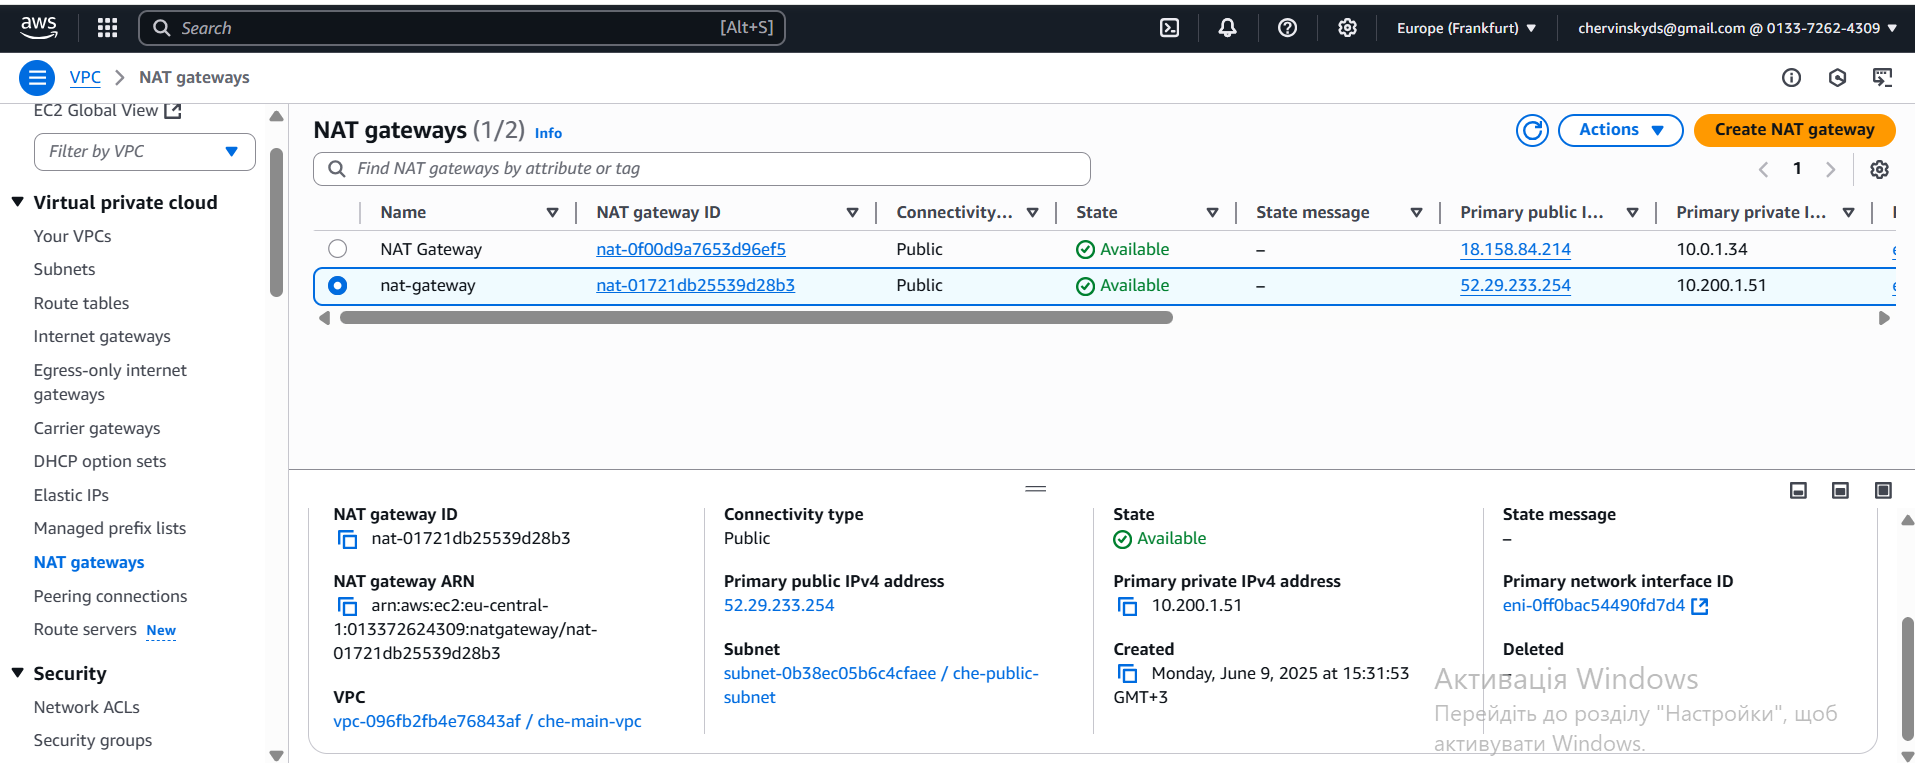 aws
Search
[Alt+S]
Europe (Frankfurt)
chervinskyds@gmail.com @ 0133-7262-4309
VPC
NAT gateways
EC2 Global View
Filter by VPC
Virtual private cloud
Your VPCs
Subnets
Route tables
Internet gateways
Egress-only internet
gateways
Carrier gateways
DHCP option sets
Elastic IPs
Managed prefix lists
NAT gateways
Peering connections
Route servers New
Security
Network ACLs
Security groups
NAT gateways (1/2) Info
Actions
Create NAT gateway
Find NAT gateways by attribute or tag
1
Name NAT gateway ID Connectivity... State State message Primary public I... Primary private I...
NAT Gateway nat-0f00d9a7653d96ef5 Public Available – 18.158.84.214 10.0.1.34
nat-gateway nat-01721db25539d28b3 Public Available – 52.29.233.254 10.200.1.51
NAT gateway ID
nat-01721db25539d28b3
NAT gateway ARN
arn:aws:ec2:eu-central-
1:013372624309:natgateway/nat-
01721db25539d28b3
VPC
vpc-096fb2fb4e76843af / che-main-vpc
Connectivity type
Public
Primary public IPv4 address
52.29.233.254
Subnet
subnet-0b38ec05b6c4cfaee / che-public-
subnet
State
Available
Primary private IPv4 address
10.200.1.51
Created
Monday, June 9, 2025 at 15:31:53
GMT+3
State message
–
Primary network interface ID
eni-0ff0bac54490fd7d4
Deleted
–
Активація Windows
Перейдіть до розділу "Настройки", щоб
активувати Windows.